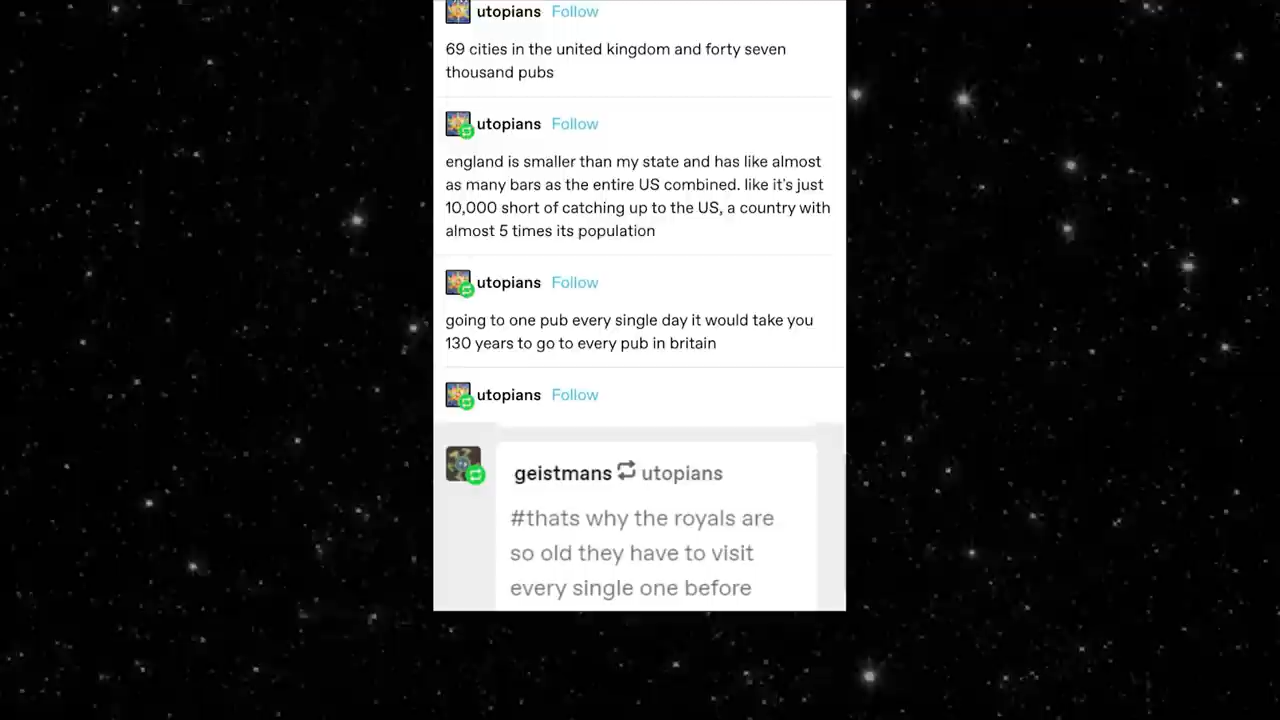 utopians Follow
69 cities in the united kingdom and forty seven
thousand pubs
utopians Follow
england is smaller than my state and has like almost
as many bars as the entire US combined. like it's just
10,000 short of catching up to the US, a country with
almost 5 times its population
utopians Follow
going to one pub every single day it would take you
130 years to go to every pub in britain
utopians Follow
geistmans utopians
#thats why the royals are
so old they have to visit
every single one before